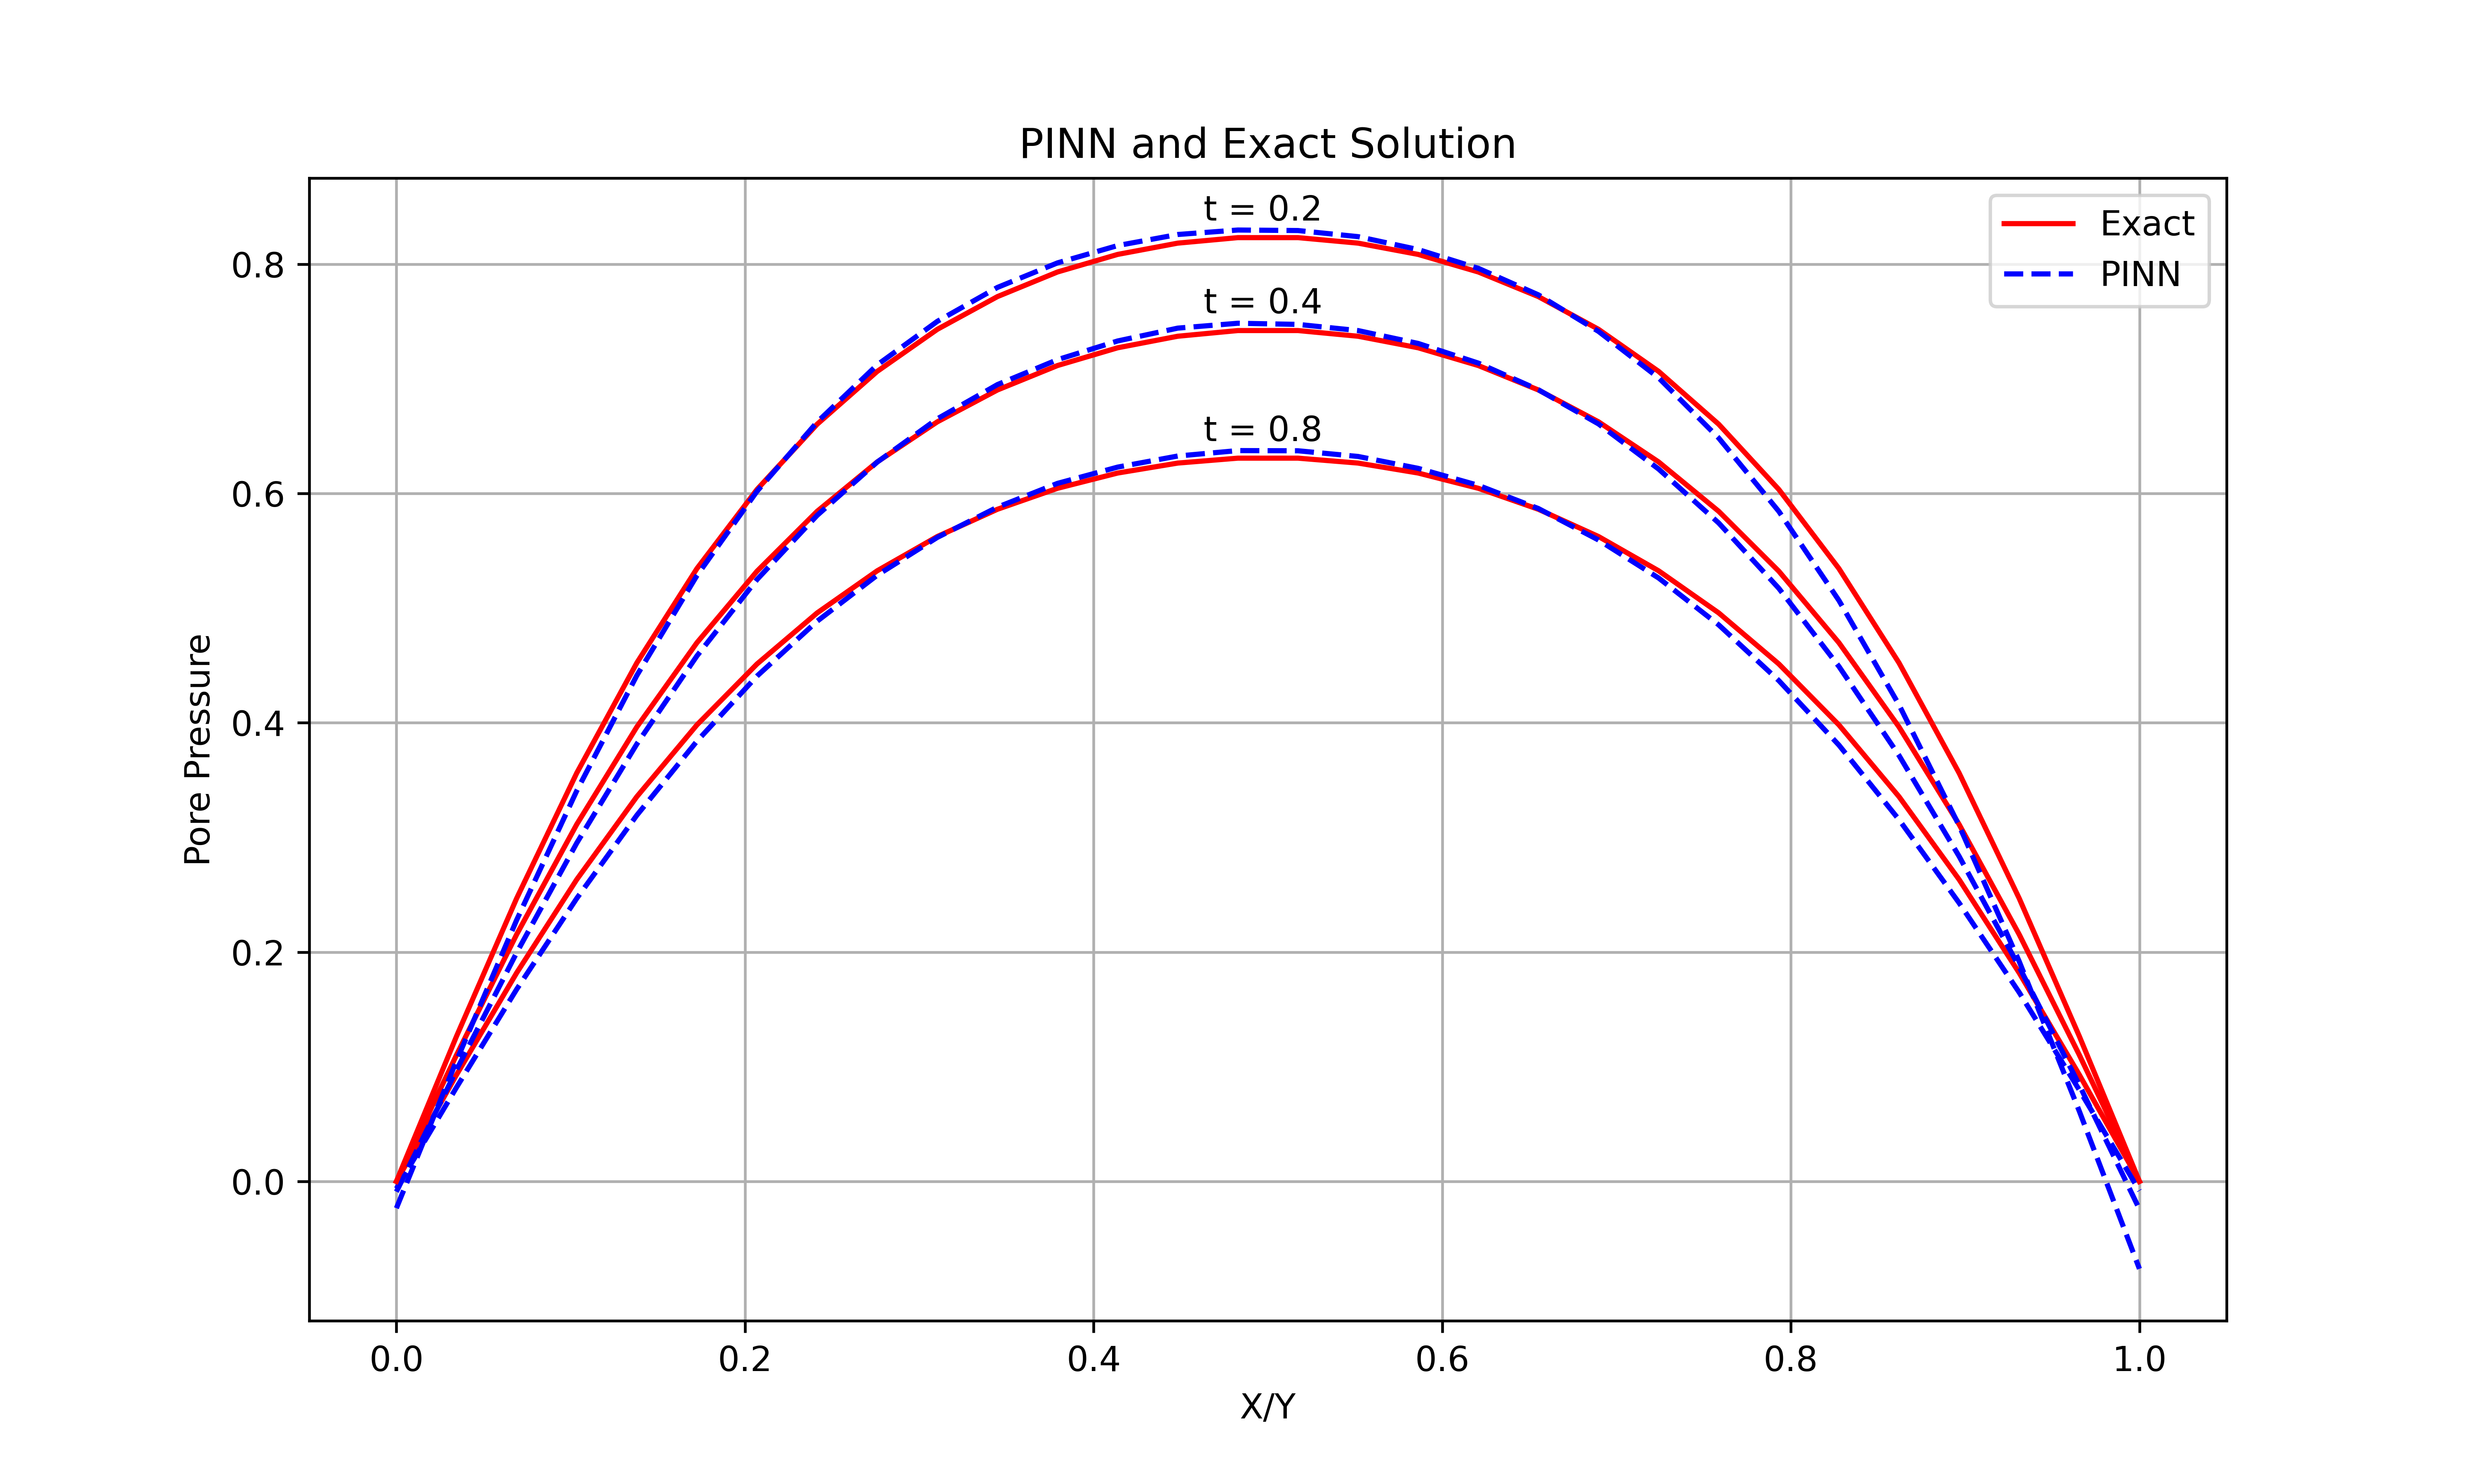 PINN and Exact Solution
t = 0.2
t = 0.4
t = 0.8
Exact
PINN
Pore Pressure
0.8
0.6
0.4
0.2
0.0
0.0 0.2 0.4 0.6 0.8 1.0
X/Y